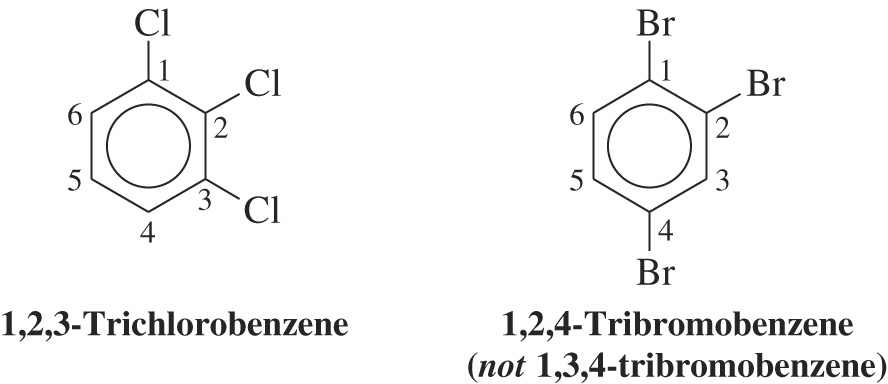 Cl
1
Cl
6
2
5
3
Cl
4
1,2,3-Trichlorobenzene
Br
1
Br
6
2
5
3
4
Br
1,2,4-Tribromobenzene
(not 1,3,4-tribromobenzene)